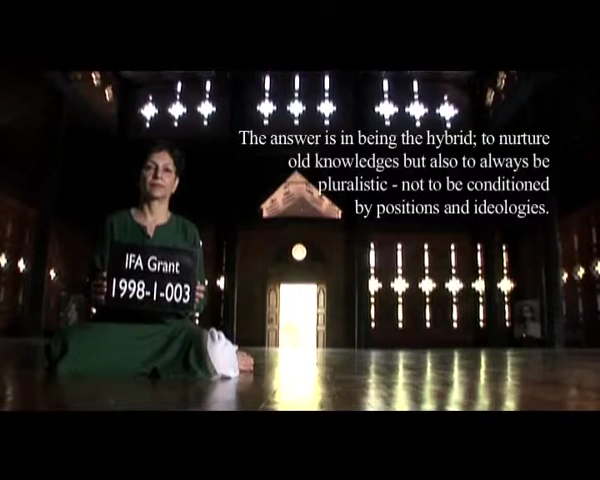 The answer is in being the hybrid; to nurture
old knowledges but also to always be
pluralistic - not to be conditioned
by positions and ideologies.
IFA Grant
1998-1-003